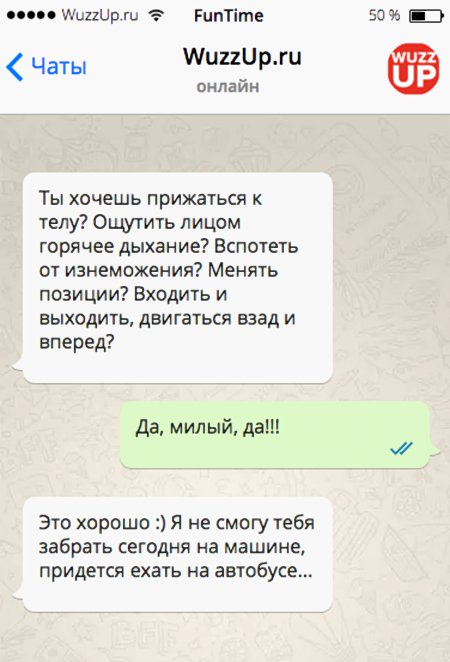 ●●●●● WuzzUp.ru FunTime 50 %
Чаты WuzzUp.ru
онлайн
WUZZ
UP
Ты хочешь прижаться к
телу? Ощутить лицом
горячее дыхание? Вспотеть
от изнеможения? Менять
позиции? Входить и
выходить, двигаться взад и
вперед?
Да, милый, да!!!
Это хорошо :) Я не смогу тебя
забрать сегодня на машине,
придется ехать на автобусе...